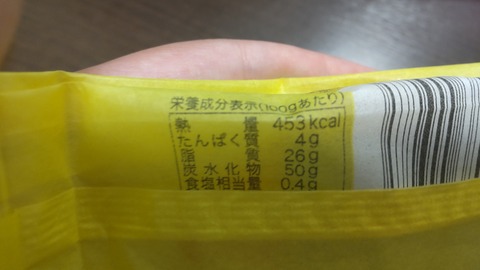 栄養成分表示(100gあたり)
熱量 453kcal
たんぱく質 4g
脂質 26g
炭水化物 50g
食塩相当量 0.4g